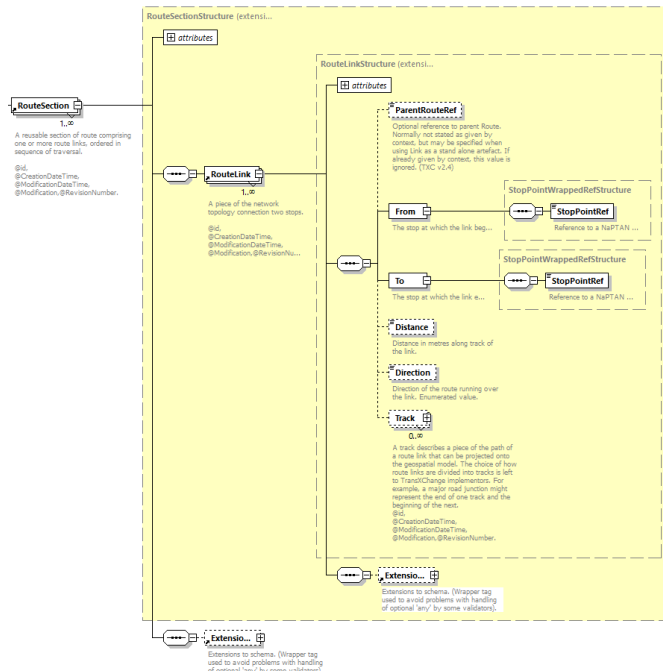 RouteSectionStructure (extensi...
attributes
RouteLinkStructure (extensi...
attributes
RouteSection
1..∞
A reusable section of route comprising
one or more route links, ordered in
sequence of traversal.
@id,
@CreationDateTime,
@ModificationDateTime,
@Modification,@RevisionNumber.
RouteLink
1..∞
A piece of the network
topology connection two stops.
@id,
@CreationDateTime,
@ModificationDateTime,
@Modification,@RevisionNu...
ParentRouteRef
Optional reference to parent Route.
Normally not stated as given by
context, but may be specified when
using Link as a stand alone artefact. If
already given by context, this value is
ignored. (TXC v2.4)
From
The stop at which the link beg...
StopPointWrappedRefStructure
StopPointRef
Reference to a NaPTAN ...
To
The stop at which the link e...
StopPointWrappedRefStructure
StopPointRef
Reference to a NaPTAN ...
Distance
Distance in metres along track of
the link.
Direction
Direction of the route running over
the link. Enumerated value.
Track
0..∞
A track describes a piece of the path of
a route link that can be projected onto
the geospatial model. The choice of how
route links are divided into tracks is left
to TransXChange implementors. For
example, a major road junction might
represent the end of one track and the
beginning of the next.
@id,
@CreationDateTime,
@ModificationDateTime,
@Modification,@RevisionNumber.
Extensio...
Extensions to schema. (Wrapper tag
used to avoid problems with handling
of optional 'any' by some validators).
Extensio...
Extensions to schema. (Wrapper tag
used to avoid problems with handling
of optional 'any' by some validators)